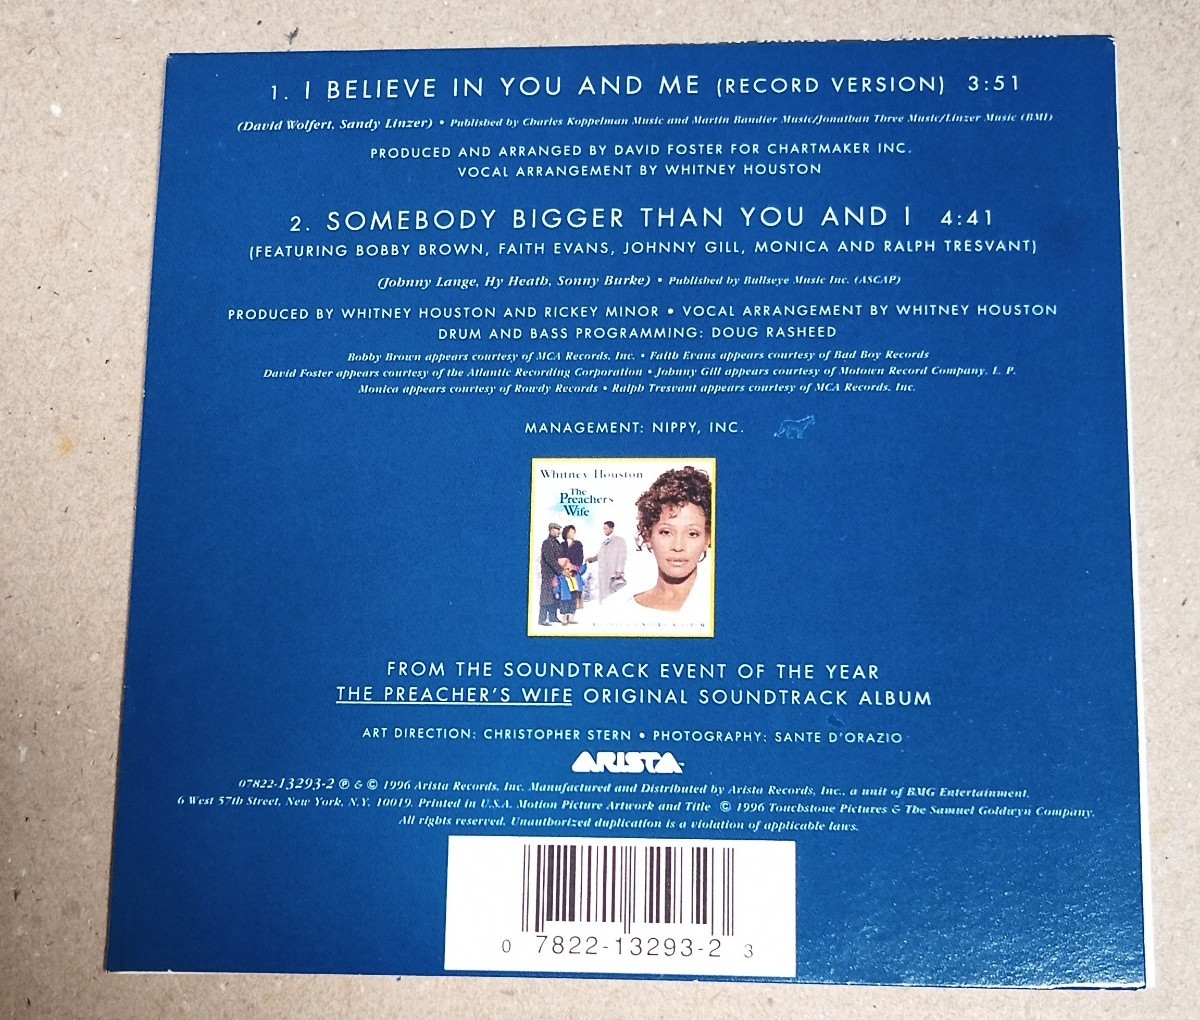 1. I BELIEVE IN YOU AND ME (RECORD VERSION) 3:51
(David Wolfert, Sandy Linzer) • Published by Charles Koppelman Music and Martin Bandier Music/Jonathan Three Music/Linzer Music (BMI)
PRODUCED AND ARRANGED BY DAVID FOSTER FOR CHARTMAKER INC.
VOCAL ARRANGEMENT BY WHITNEY HOUSTON
2. SOMEBODY BIGGER THAN YOU AND I 4:41
(FEATURING BOBBY BROWN, FAITH EVANS, JOHNNY GILL, MONICA AND RALPH TRESVANT)
(Johnny Lange, Hy Heath, Sonny Burke) • Published by Bullseye Music Inc. (ASCAP)
PRODUCED BY WHITNEY HOUSTON AND RICKEY MINOR • VOCAL ARRANGEMENT BY WHITNEY HOUSTON
DRUM AND BASS PROGRAMMING: DOUG RASHEED
Bobby Brown appears courtesy of MCA Records, Inc. • Faith Evans appears courtesy of Bad Boy Records
David Foster appears courtesy of the Atlantic Recording Corporation • Johnny Gill appears courtesy of Motown Record Company, L. P.
Monica appears courtesy of Rowdy Records • Ralph Tresvant appears courtesy of MCA Records, Inc.
MANAGEMENT: NIPPY, INC.
Whitney Houston
The
Preacher's
Wife
FROM THE SOUNDTRACK EVENT OF THE YEAR
THE PREACHER'S WIFE ORIGINAL SOUNDTRACK ALBUM
ART DIRECTION: CHRISTOPHER STERN • PHOTOGRAPHY: SANTE D'ORAZIO
ARISTA
07822-13293-2 ℗ & © 1996 Arista Records, Inc. Manufactured and Distributed by Arista Records, Inc., a unit of BMG Entertainment,
6 West 57th Street, New York, N.Y. 10019. Printed in U.S.A. Motion Picture Artwork and Title © 1996 Touchstone Pictures & The Samuel Goldwyn Company.
All rights reserved. Unauthorized duplication is a violation of applicable laws.
0 7822-13293-2 3